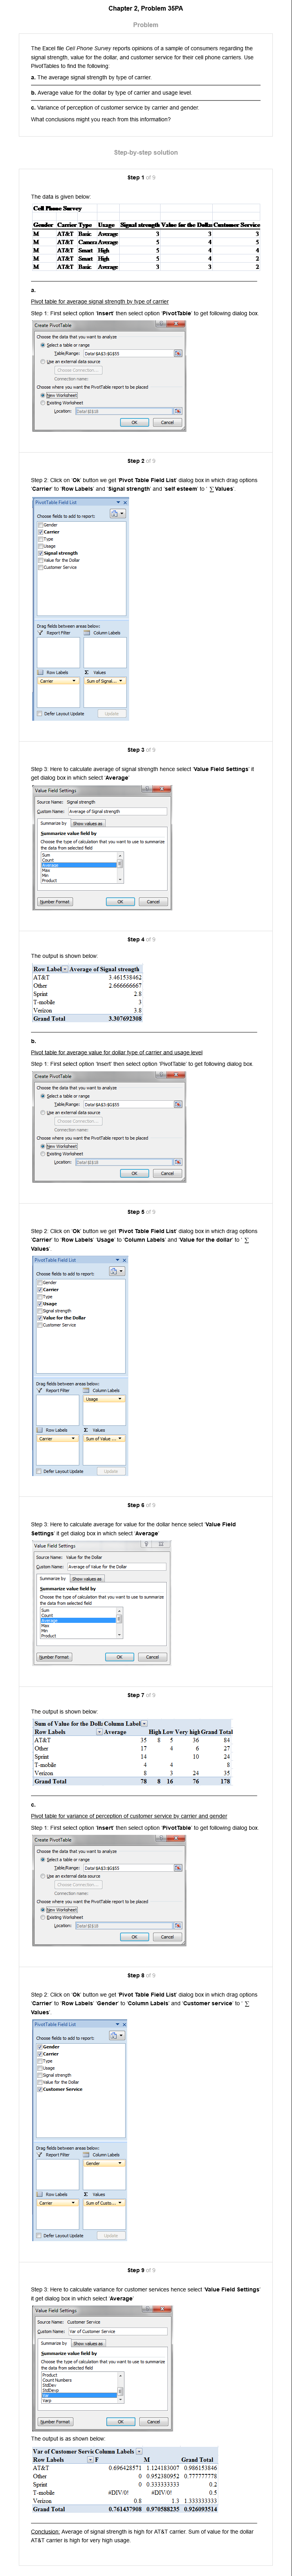 Chapter 2, Problem 35PA
Problem
The Excel file Cell Phone Survey reports opinions of a sample of consumers regarding the
signal strength, value for the dollar, and customer service for their cell phone carriers. Use
PivotTables to find the following:
a. The average signal strength by type of carrier.
b. Average value for the dollar by type of carrier and usage level.
c. Variance of perception of customer service by carrier and gender.
What conclusions might you reach from this information?
Step-by-step solution
Step 1 of 9
The data is given below:
Cell Phone Survey
Gender Carrier Type Usage Signal strength Value for the Dolla Customer Service
M AT&T Basic Average 3 3 3
M AT&T Camera Average 5 4 5
M AT&T Smart High 5 4 4
M AT&T Smart High 5 4 2
M AT&T Basic Average 3 3 2
a.
Pivot table for average signal strength by type of carrier
Step 1: First select option 'Insert' then select option 'PivotTable' to get following dialog box
Create PivotTable
Choose the data that you want to analyze
Select a table or range
Table/Range: Data!$A$3:$G$55
Use an external data source
Choose Connection...
Connection name:
Choose where you want the PivotTable report to be placed
New Worksheet
Existing Worksheet
Location: Data!$I$18
OK Cancel
Step 2 of 9
Step 2: Click on 'Ok' button we get 'Pivot Table Field List' dialog box in which drag options
'Carrier' to 'Row Labels' and 'Signal strength' and 'self esteem' to ' ∑ Values'.
PivotTable Field List
Choose fields to add to report:
Gender
Carrier
Type
Usage
Signal strength
Value for the Dollar
Customer Service
Drag fields between areas below:
Report Filter Column Labels
Row Labels Σ Values
Carrier Sum of Signal...
Defer Layout Update Update
Step 3 of 9
Step 3: Here to calculate average of signal strength hence select 'Value Field Settings' it
get dialog box in which select 'Average'
Value Field Settings
Source Name: Signal strength
Custom Name: Average of Signal strength
Summarize by Show values as
Summarize value field by
Choose the type of calculation that you want to use to summarize
the data from selected field
Sum
Count
Average
Max
Min
Product
Number Format OK Cancel
Step 4 of 9
The output is shown below:
Row Label Average of Signal strength
AT&T 3.461538462
Other 2.666666667
Sprint 2.8
T-mobile 3
Verizon 3.8
Grand Total 3.307692308
b.
Pivot table for average value for dollar type of carrier and usage level
Step 1: First select option 'Insert' then select option 'PivotTable' to get following dialog box.
Create PivotTable
Choose the data that you want to analyze
Select a table or range
Table/Range: Data!$A$3:$G$55
Use an external data source
Choose Connection...
Connection name:
Choose where you want the PivotTable report to be placed
New Worksheet
Existing Worksheet
Location: Data!$I$18
OK Cancel
Step 5 of 9
Step 2: Click on 'Ok' button we get 'Pivot Table Field List' dialog box in which drag options
'Carrier' to 'Row Labels' 'Usage' to 'Column Labels' and 'Value for the dollar' to ' ∑
Values'.
PivotTable Field List
Choose fields to add to report:
Gender
Carrier
Type
Usage
Signal strength
Value for the Dollar
Customer Service
Drag fields between areas below:
Report Filter Column Labels
Usage
Row Labels Σ Values
Carrier Sum of Value ...
Defer Layout Update Update
Step 6 of 9
Step 3: Here to calculate average for value for the dollar hence select 'Value Field
Settings' it get dialog box in which select 'Average'
Value Field Settings
Source Name: Value for the Dollar
Custom Name: Average of Value for the Dollar
Summarize by Show values as
Summarize value field by
Choose the type of calculation that you want to use to summarize
the data from selected field
Sum
Count
Average
Max
Min
Product
Number Format OK Cancel
Step 7 of 9
The output is shown below:
Sum of Value for the Doll Column Label
Row Labels Average High Low Very high Grand Total
AT&T 35 8 5 36 84
Other 17 4 6 27
Sprint 14 10 24
T-mobile 4 4 8
Verizon 8 3 24 35
Grand Total 78 8 16 76 178
c.
Pivot table for variance of perception of customer service by carrier and gender
Step 1: First select option 'Insert' then select option 'PivotTable' to get following dialog box.
Create PivotTable
Choose the data that you want to analyze
Select a table or range
Table/Range: Data!$A$3:$G$55
Use an external data source
Choose Connection...
Connection name:
Choose where you want the PivotTable report to be placed
New Worksheet
Existing Worksheet
Location: Data!$I$18
OK Cancel
Step 8 of 9
Step 2: Click on 'Ok' button we get 'Pivot Table Field List' dialog box in which drag options
'Carrier' to 'Row Labels' 'Gender' to 'Column Labels' and 'Customer service' to ' ∑
Values'.
PivotTable Field List
Choose fields to add to report:
Gender
Carrier
Type
Usage
Signal strength
Value for the Dollar
Customer Service
Drag fields between areas below:
Report Filter Column Labels
Gender
Row Labels Σ Values
Carrier Sum of Custo...
Defer Layout Update Update
Step 9 of 9
Step 3: Here to calculate variance for customer services hence select 'Value Field Settings'
it get dialog box in which select 'Average'
Value Field Settings
Source Name: Customer Service
Custom Name: Var of Customer Service
Summarize by Show values as
Summarize value field by
Choose the type of calculation that you want to use to summarize
the data from selected field
Product
Count Numbers
StdDev
StdDevp
Var
Varp
Number Format OK Cancel
The output is as shown below:
Var of Customer Servic Column Labels
Row Labels F M Grand Total
AT&T 0.696428571 1.124183007 0.986153846
Other 0 0.952380952 0.777777778
Sprint 0 0.333333333 0.2
T-mobile #DIV/0! #DIV/0! 0.5
Verizon 0.8 1.3 1.333333333
Grand Total 0.761437908 0.970588235 0.926093514
Conclusion: Average of signal strength is high for AT&T carrier. Sum of value for the dollar
AT&T carrier is high for very high usage.